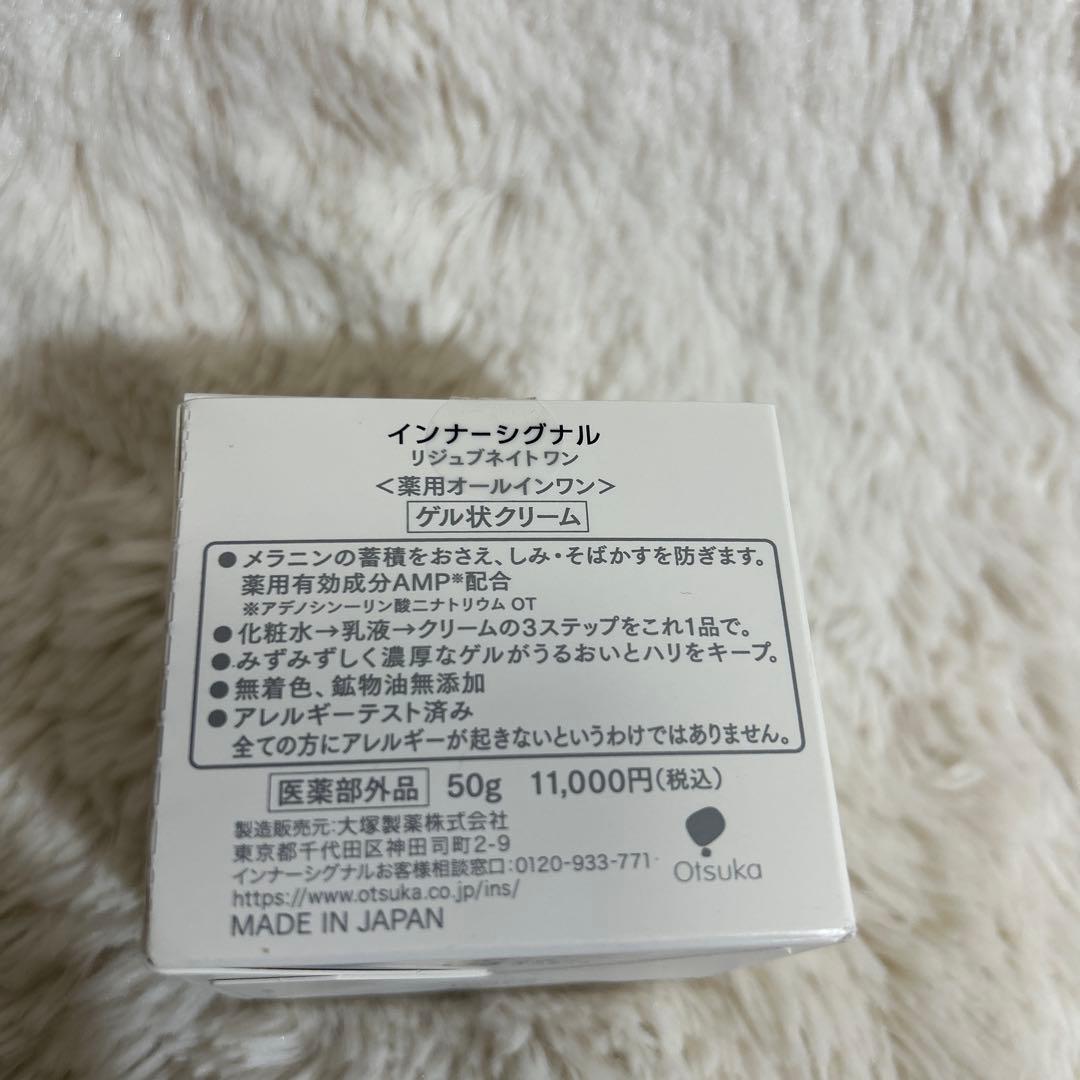 インナーシグナル
リジュブネイトワン
＜薬用オールインワン＞
ゲル状クリーム
●メラニンの蓄積をおさえ、しみ・そばかすを防ぎます。
薬用有効成分AMP※配合
※アデノシン一リン酸二ナトリウム OT
●化粧水→乳液→クリームの3ステップをこれ1品で。
●みずみずしく濃厚なゲルがうるおいとハリをキープ。
●無着色、鉱物油無添加
●アレルギーテスト済み
全ての方にアレルギーが起きないというわけではありません。
医薬部外品 50g 11,000円(税込)
製造販売元:大塚製薬株式会社
東京都千代田区神田司町2-9
インナーシグナルお客様相談窓口:0120-933-771
https://www.otsuka.co.jp/ins/
MADE IN JAPAN
Otsuka